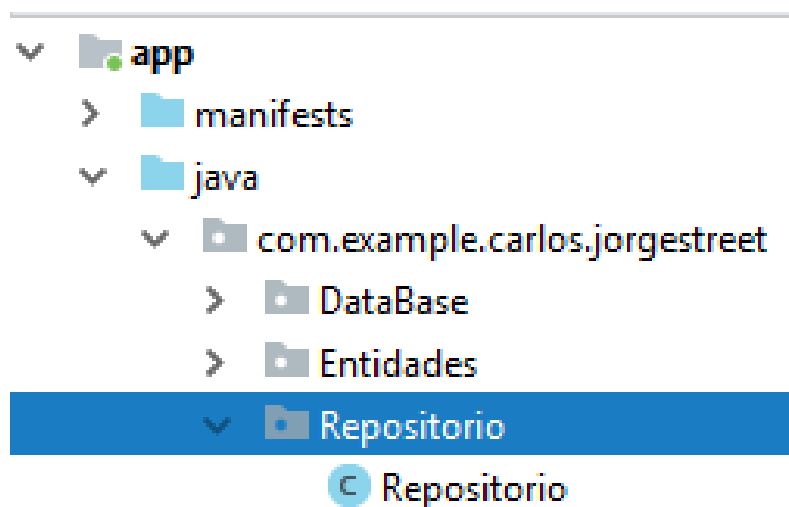 app
manifests
java
com.example.carlos.jorgestreet
DataBase
Entidades
Repositorio
C Repositorio